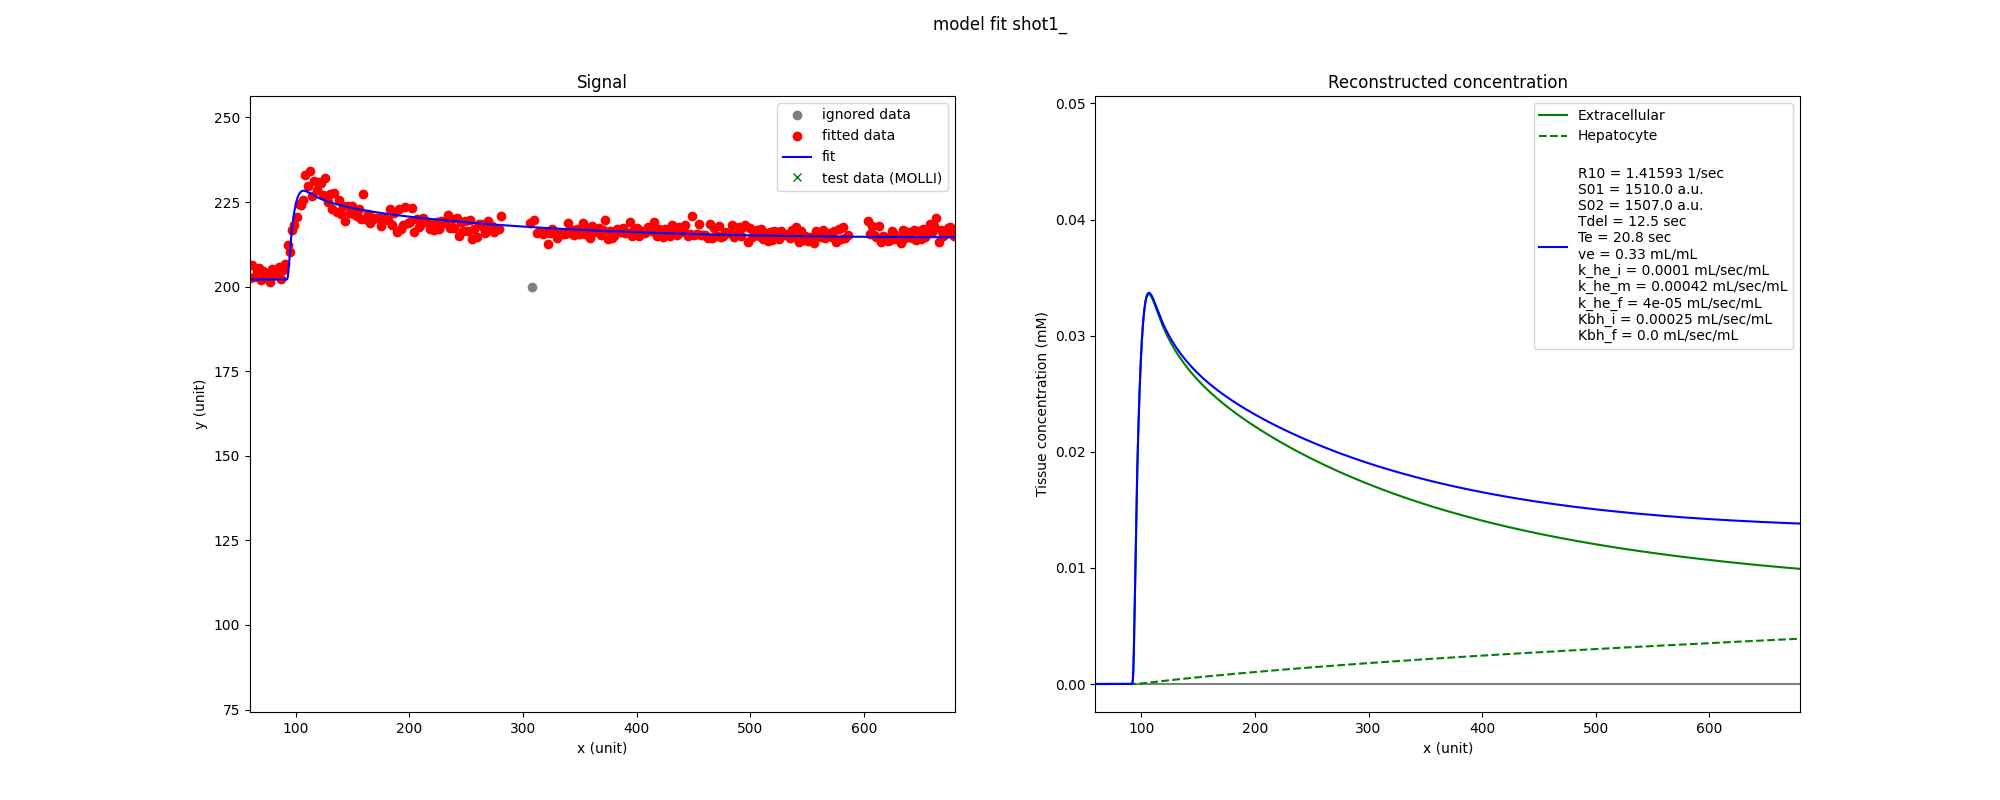 model fit shot1_
Signal
250
225
200
175
150
125
100
75
100
200
300
400
500
600
x (unit)
y (unit)
ignored data
fitted data
fit
test data (MOLLI)
Reconstructed concentration
0.05
0.04
0.03
0.02
0.01
0.00
100
200
300
400
500
600
x (unit)
Tissue concentration (mM)
Extracellular
Hepatocyte
R10 = 1.41593 1/sec
S01 = 1510.0 a.u.
S02 = 1507.0 a.u.
Tdel = 12.5 sec
Te = 20.8 sec
ve = 0.33 mL/mL
k_he_i = 0.0001 mL/sec/mL
k_he_m = 0.00042 mL/sec/mL
k_he_f = 4e-05 mL/sec/mL
Kbh_i = 0.00025 mL/sec/mL
Kbh_f = 0.0 mL/sec/mL